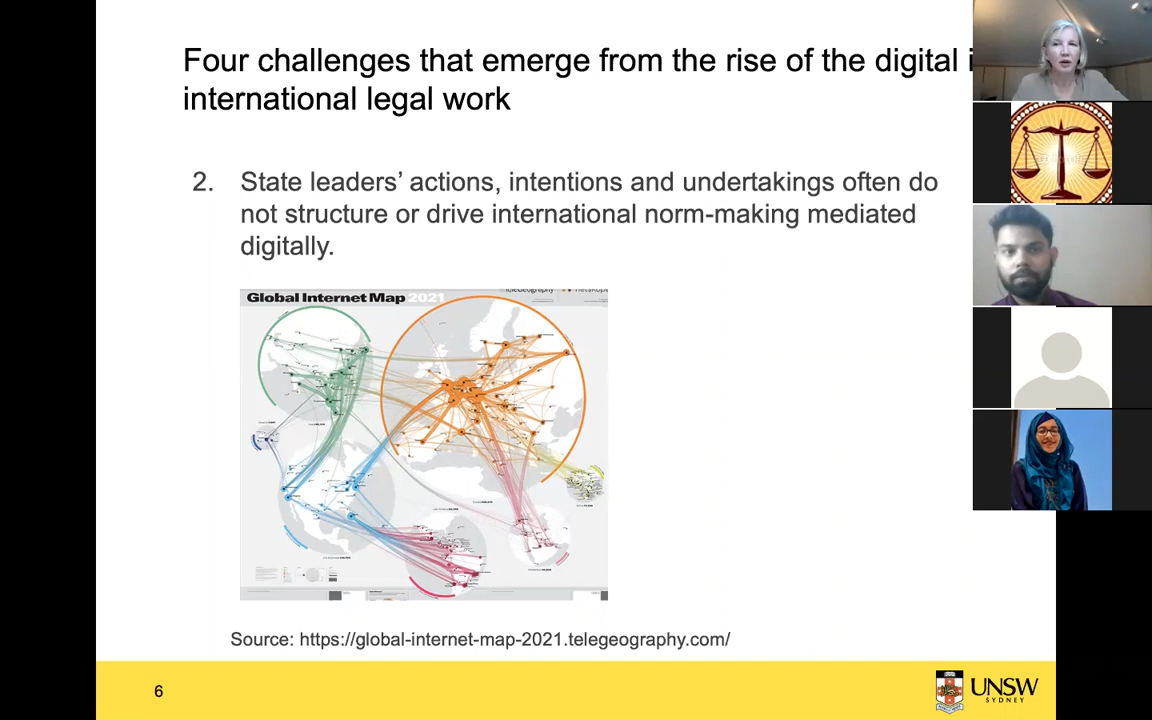 Four challenges that emerge from the rise of the digital i
international legal work
2. State leaders’ actions, intentions and undertakings often do
not structure or drive international norm-making mediated
digitally.
Global Internet Map 2021
Source: https://global-internet-map-2021.telegeography.com/
6
UNSW
SYDNEY